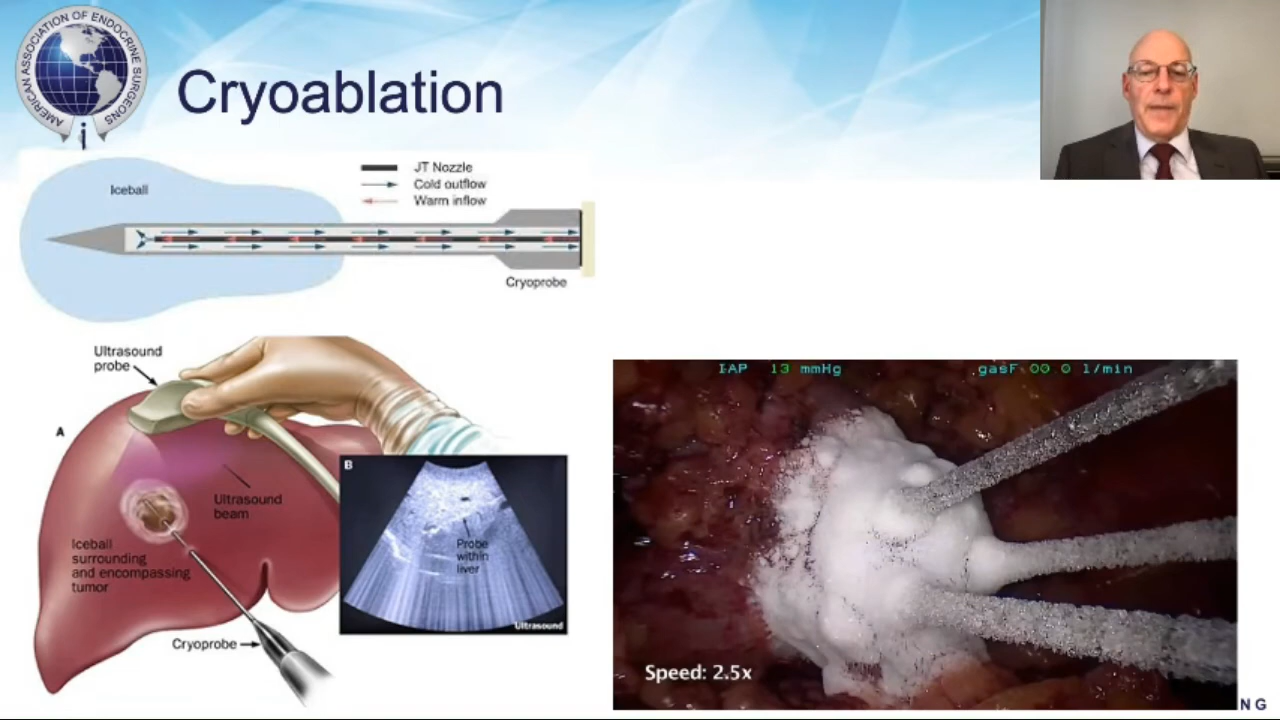 AMERICAN ASSOCIATION OF ENDOCRINE SURGEONS
Cryoablation
Iceball
JT Nozzle
Cold outflow
Warm inflow
Cryoprobe
Ultrasound
probe
A
Ultrasound
beam
Iceball
surrounding
and encompassing
tumor
Cryoprobe
B
Probe
within
liver
Ultrasound
IAP 13 mmHg
gasF 00.0 l/min
Speed: 2.5x
N G